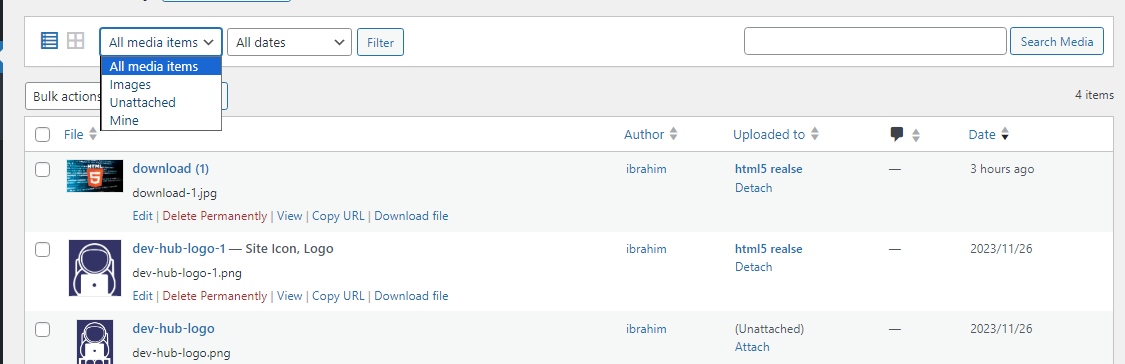 All media items
All dates
Filter
Search Media
All media items
Images
Unattached
Mine
Bulk actions
4 items
File
Author
Uploaded to
Date
HTML
5
download (1)
ibrahim
html5 realse
—
3 hours ago
download-1.jpg
Detach
Edit | Delete Permanently | View | Copy URL | Download file
dev-hub-logo-1 — Site Icon, Logo
ibrahim
html5 realse
—
2023/11/26
dev-hub-logo-1.png
Detach
Edit | Delete Permanently | View | Copy URL | Download file
dev-hub-logo
ibrahim
(Unattached)
—
2023/11/26
dev-hub-logo.png
Attach